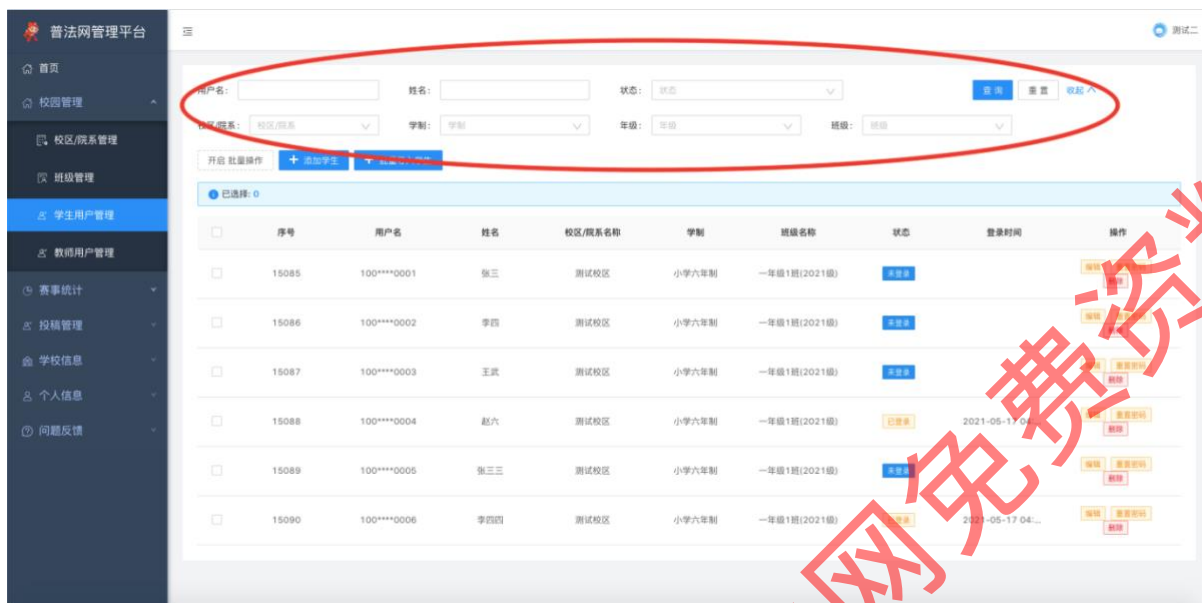 普法网管理平台
测试二
首页
校园管理
校区/院系管理
班级管理
学生用户管理
教师用户管理
赛事统计
投稿管理
学校信息
个人信息
问题反馈
用户名: 姓名: 状态: 状态 查询 重置 收起
校区/院系: 校区/院系 学制: 学制 年级: 年级 班级: 班级
开启 批量操作 + 添加学生
已选择: 0
序号 用户名 姓名 校区/院系名称 学制 班级名称 状态 登录时间 操作
15085 100****0001 张三 测试校区 小学六年制 一年级1班(2021级) 未登录 编辑 重置密码 删除
15086 100****0002 李四 测试校区 小学六年制 一年级1班(2021级) 未登录 编辑 重置密码 删除
15087 100****0003 王武 测试校区 小学六年制 一年级1班(2021级) 未登录 编辑 重置密码 删除
15088 100****0004 赵六 测试校区 小学六年制 一年级1班(2021级) 已登录 2021-05-17 04:... 编辑 重置密码 删除
15089 100****0005 张三三 测试校区 小学六年制 一年级1班(2021级) 未登录 编辑 重置密码 删除
15090 100****0006 李四四 测试校区 小学六年制 一年级1班(2021级) 已登录 2021-05-17 04:... 编辑 重置密码 删除
网免费资